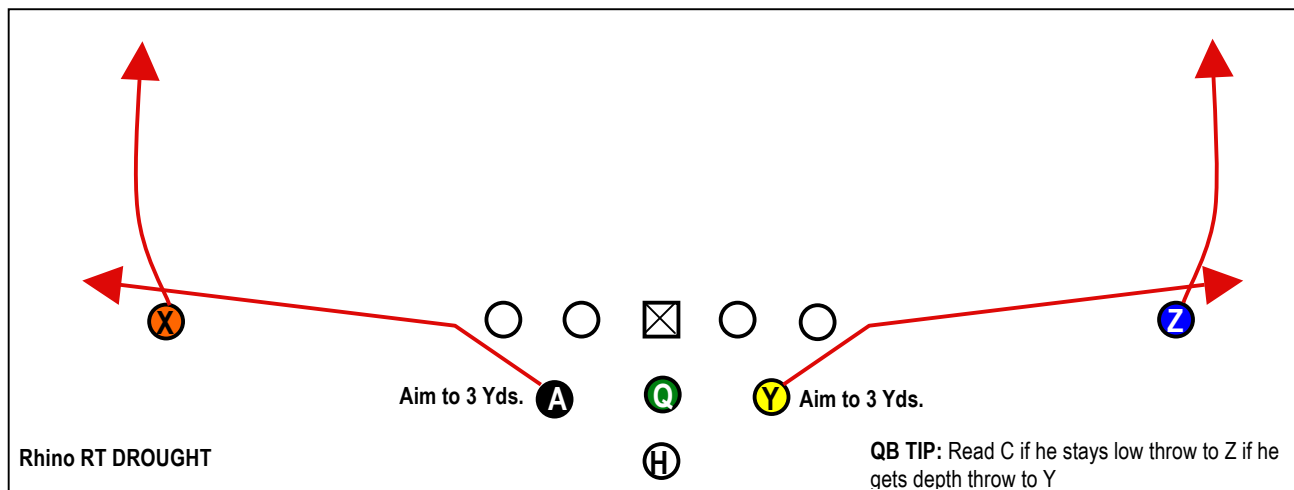 X
Z
Aim to 3 Yds.
A
Q
Y
Aim to 3 Yds.
Rhino RT DROUGHT
H
QB TIP: Read C if he stays low throw to Z if he
gets depth throw to Y